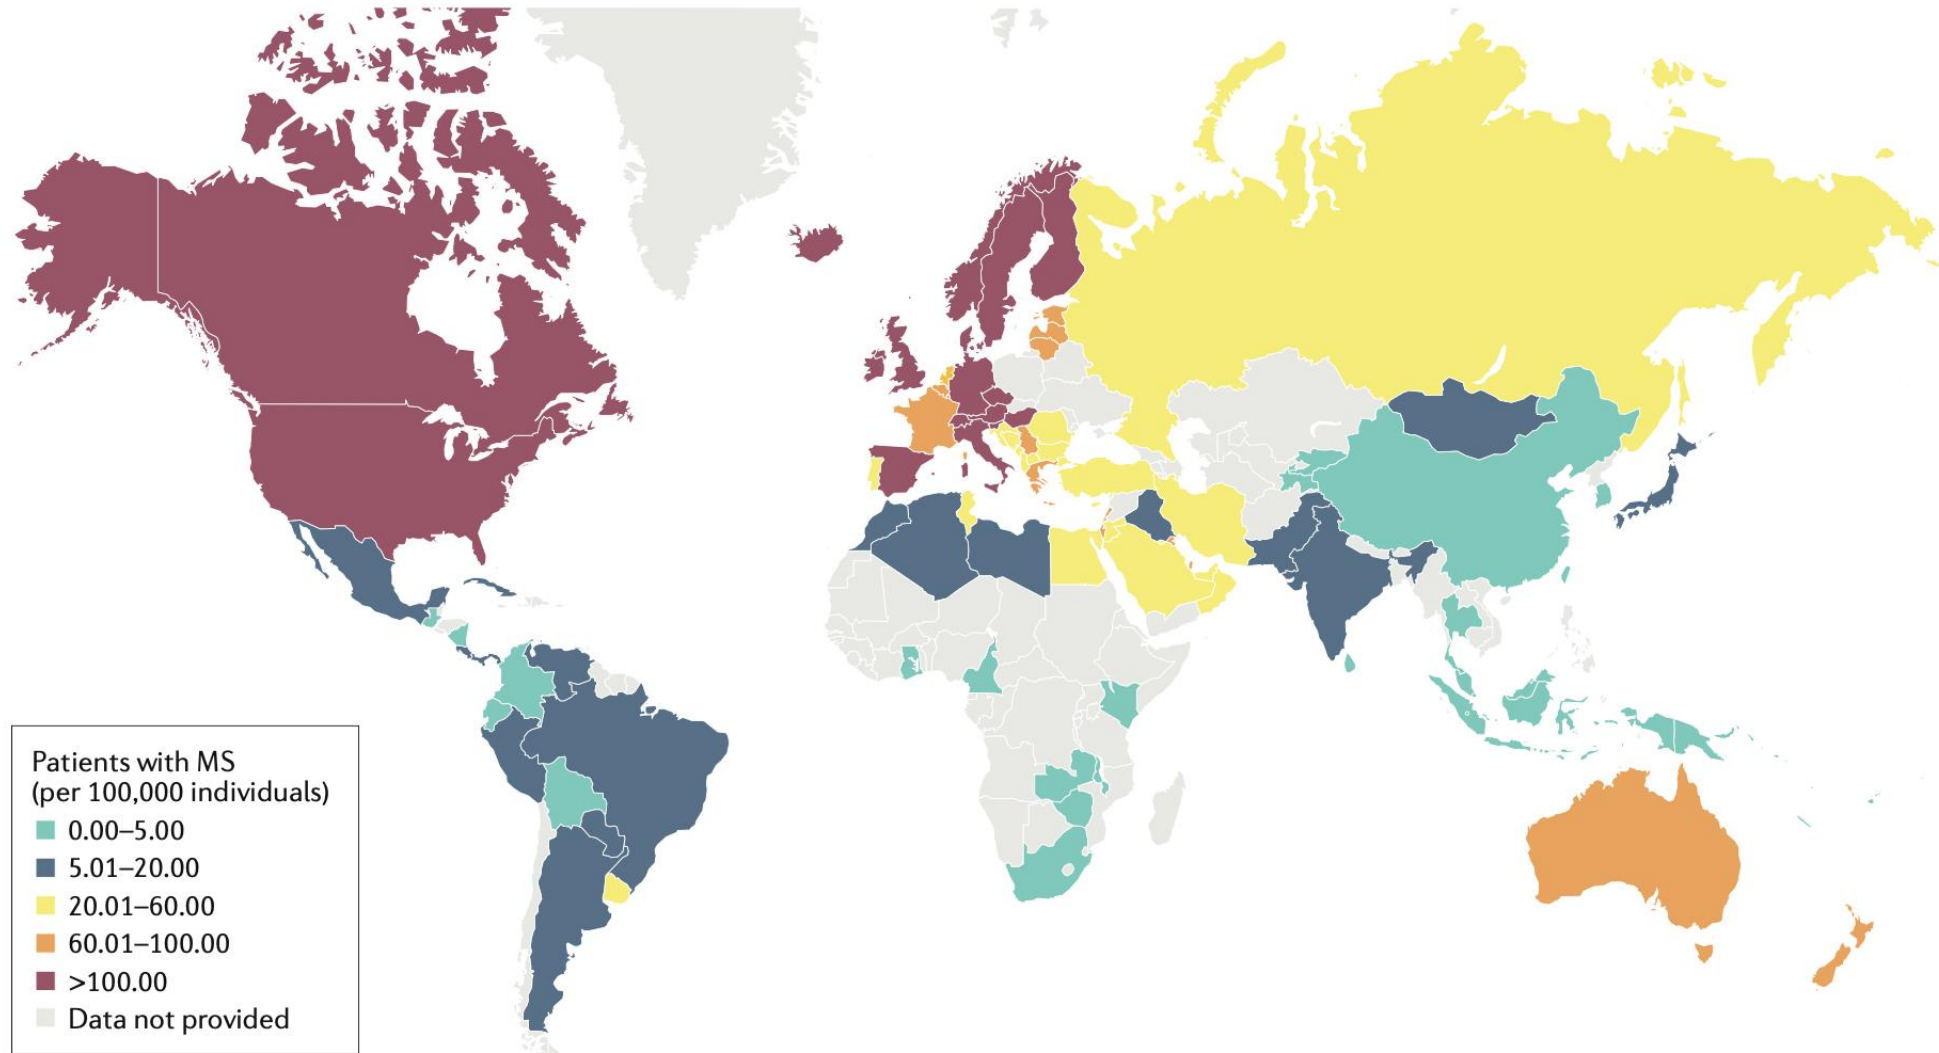 Patients with MS
(per 100,000 individuals)
0.00–5.00
5.01–20.00
20.01–60.00
60.01–100.00
>100.00
Data not provided